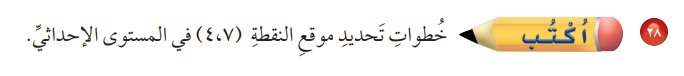 ٢٨ اُكْتُب خُطواتِ تَحديدِ موقعِ النقطةِ (٤،٧) في المستوى الإحداثيِّ.